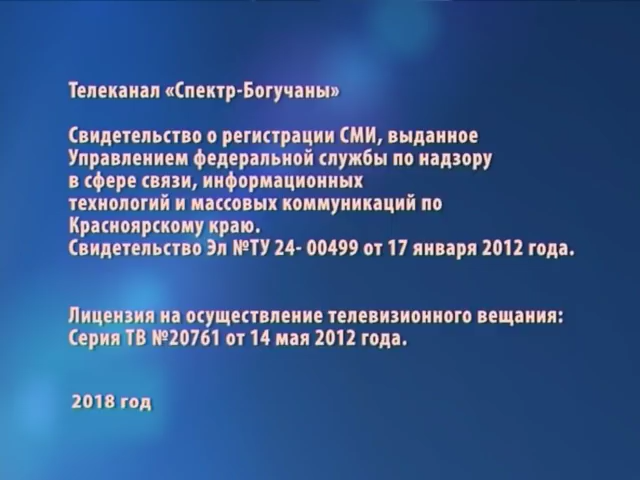 Телеканал «Спектр-Богучаны»
Свидетельство о регистрации СМИ, выданное
Управлением федеральной службы по надзору
в сфере связи, информационных
технологий и массовых коммуникаций по
Красноярскому краю.
Свидетельство Эл №ТУ 24- 00499 от 17 января 2012 года.
Лицензия на осуществление телевизионного вещания:
Серия ТВ №20761 от 14 мая 2012 года.
2018 год